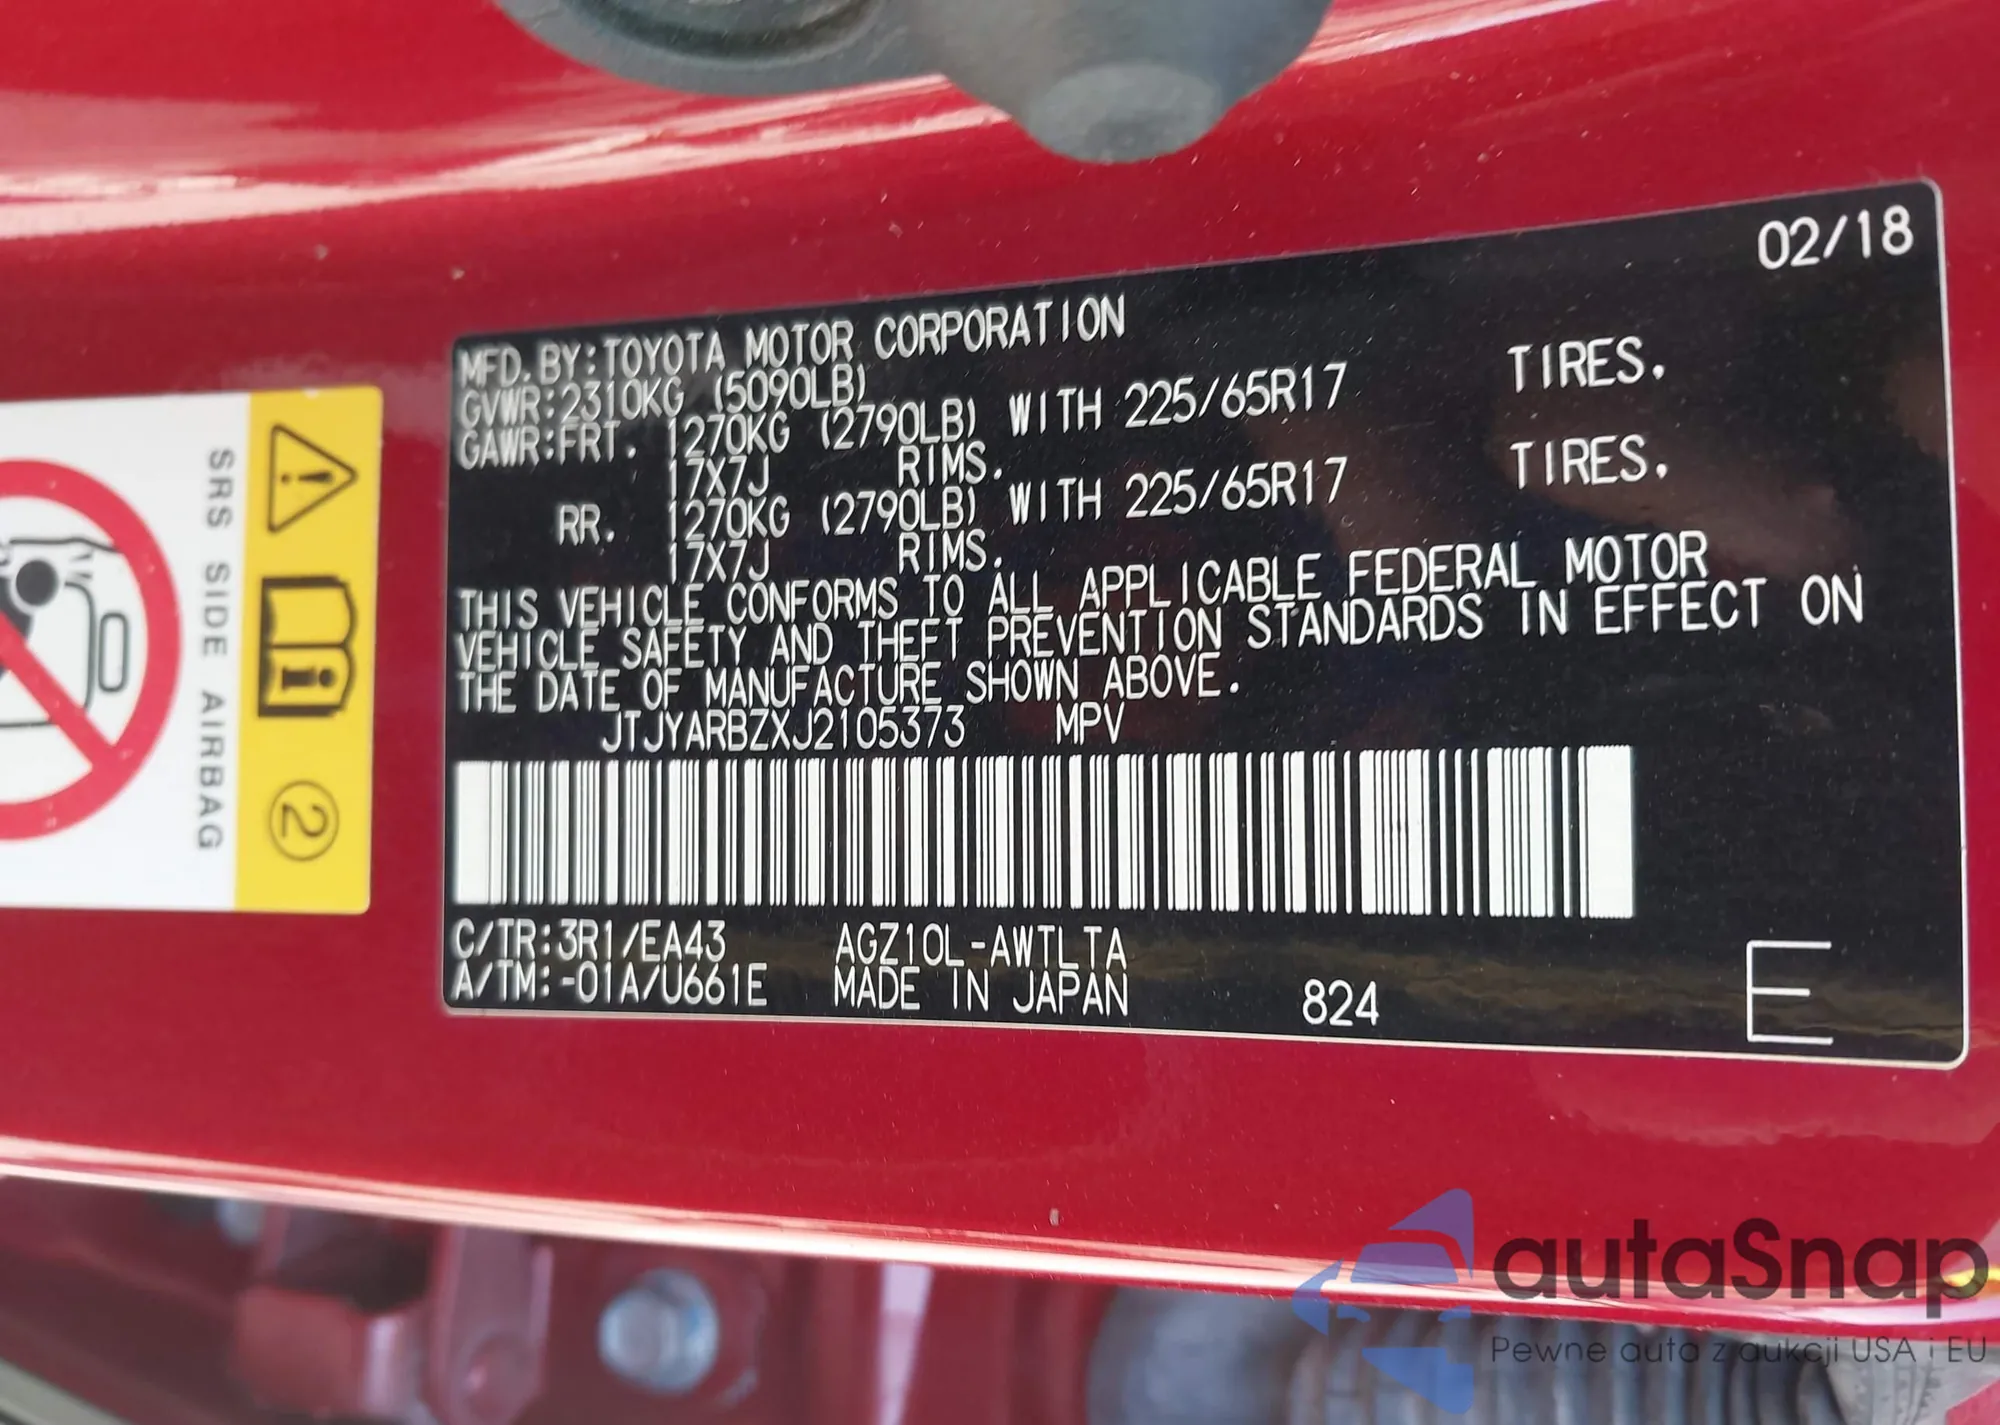 02/18
MFD.BY:TOYOTA MOTOR CORPORATION
GVWR:2310KG (5090LB)
GAWR:FRT. 1270KG (2790LB) WITH 225/65R17 TIRES.
17X7J RIMS.
RR. 1270KG (2790LB) WITH 225/65R17 TIRES.
17X7J RIMS.
THIS VEHICLE CONFORMS TO ALL APPLICABLE FEDERAL MOTOR
VEHICLE SAFETY AND THEFT PREVENTION STANDARDS IN EFFECT ON
THE DATE OF MANUFACTURE SHOWN ABOVE.
JTJYARBZXJ2105373 MPV
C/TR:3R1/EA43 AGZ10L-AWTLTA
A/TM:-01A/U661E MADE IN JAPAN 824 E
SRS SIDE AIRBAG
2
autaSnap
Pewne auta z aukcji USA i EU